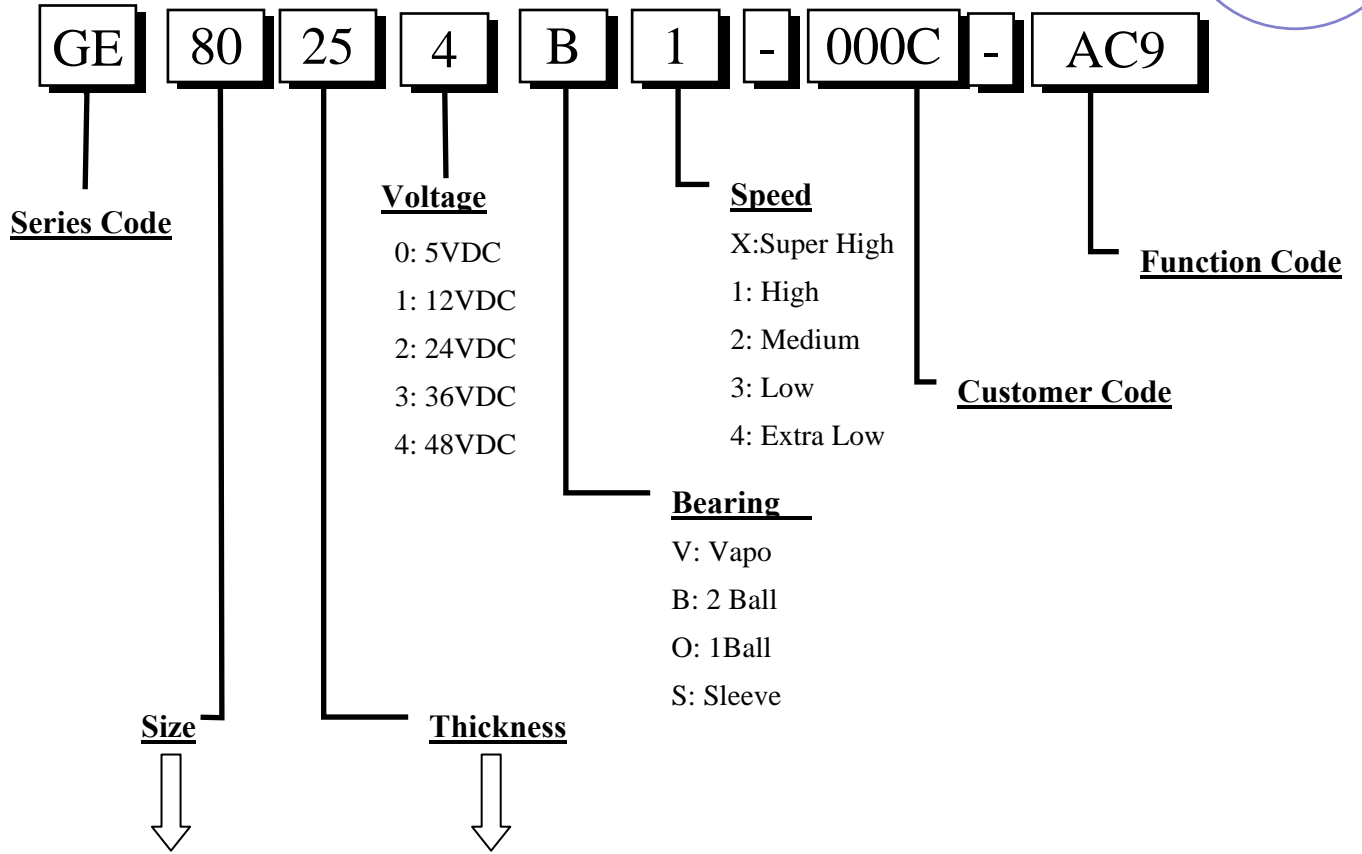 GE 80 25 4 B 1 - 000C - AC9
Series Code
Voltage
0: 5VDC
1: 12VDC
2: 24VDC
3: 36VDC
4: 48VDC
Speed
X:Super High
1: High
2: Medium
3: Low
4: Extra Low
Function Code
Customer Code
Bearing
V: Vapo
B: 2 Ball
O: 1Ball
S: Sleeve
Size
Thickness